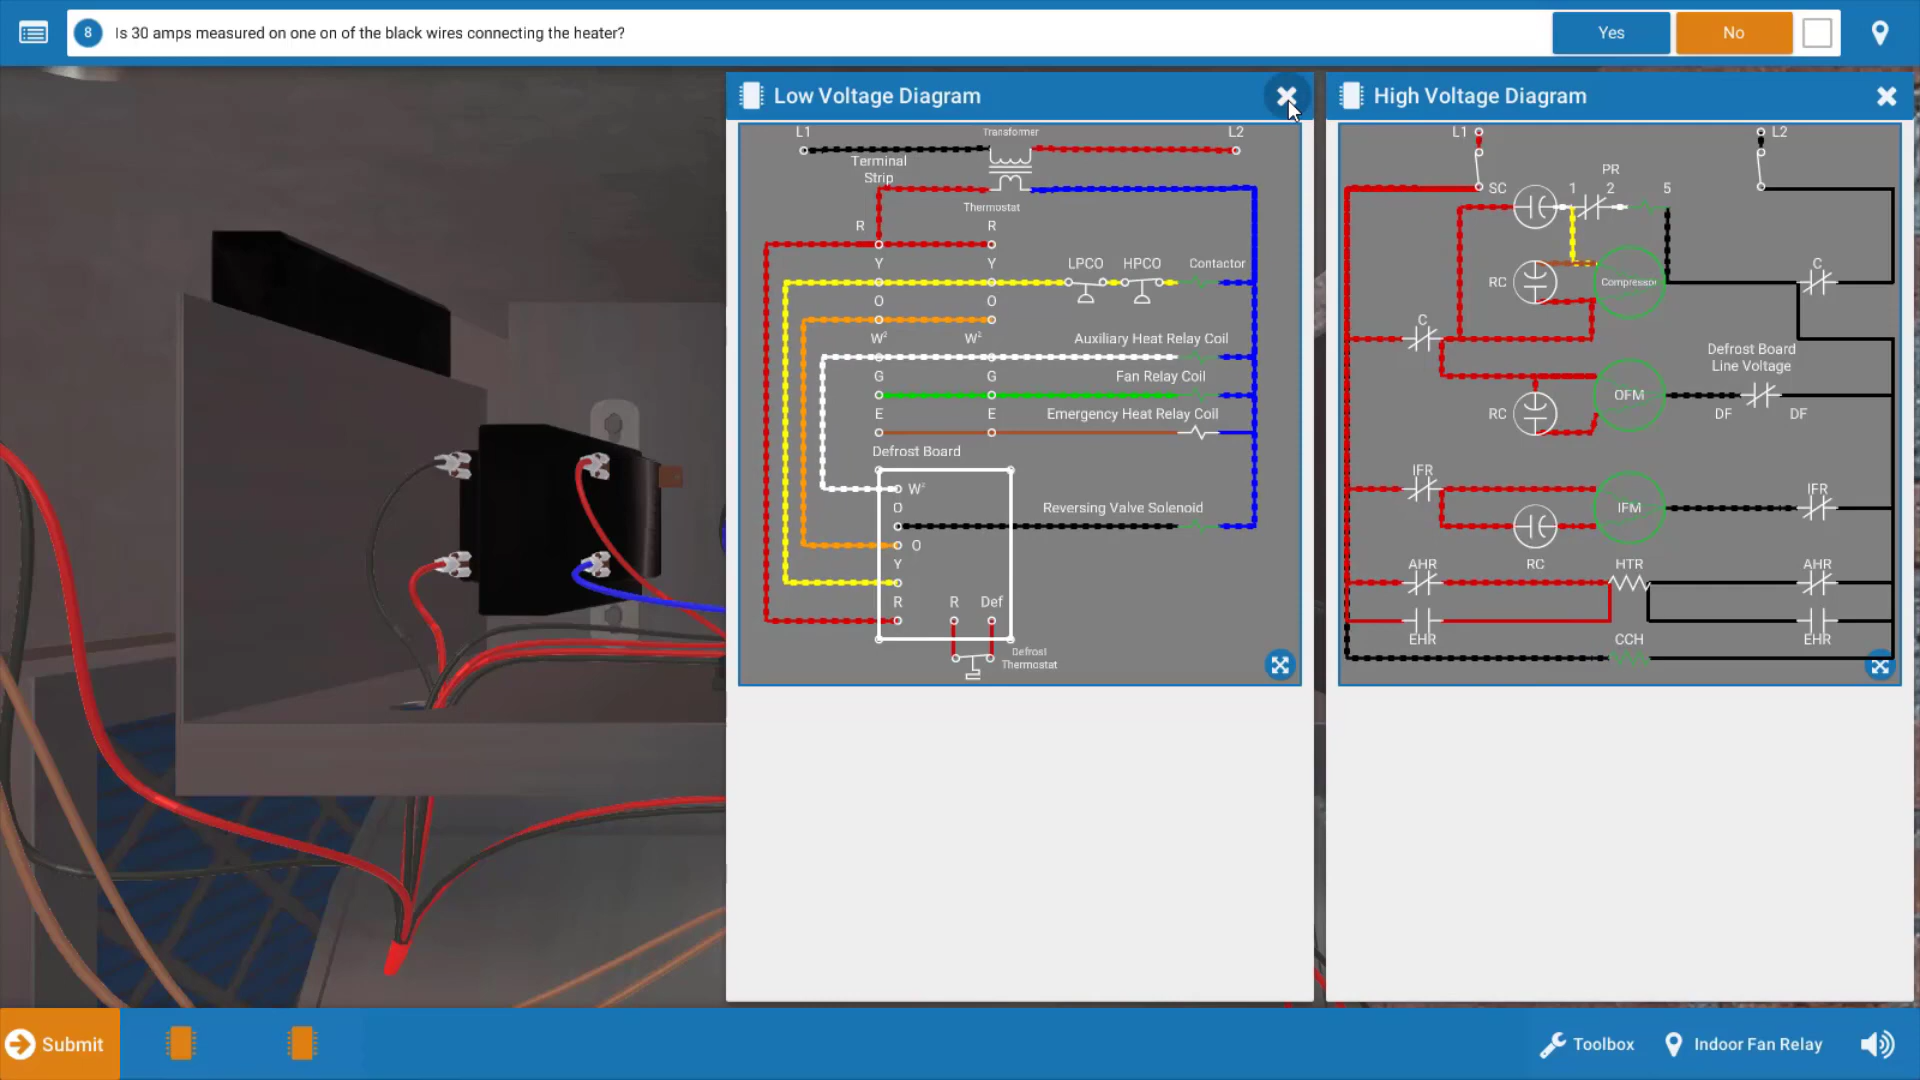 8 Is 30 amps measured on one on of the black wires connecting the heater?
Yes
No
Low Voltage Diagram
L1
Transformer
L2
Terminal
Strip
Thermostat
R
R
Y
Y
LPCO
HPCO
Contactor
O
O
W²
W²
Auxiliary Heat Relay Coil
G
G
Fan Relay Coil
E
E
Emergency Heat Relay Coil
Defrost Board
W²
O
Reversing Valve Solenoid
O
Y
R
R
Def
Defrost
Thermostat
High Voltage Diagram
L1
L2
PR
SC
1
2
5
RC
Compressor
C
C
Defrost Board
Line Voltage
RC
OFM
DF
DF
IFR
IFM
IFR
RC
AHR
HTR
AHR
EHR
CCH
EHR
Submit
Toolbox
Indoor Fan Relay